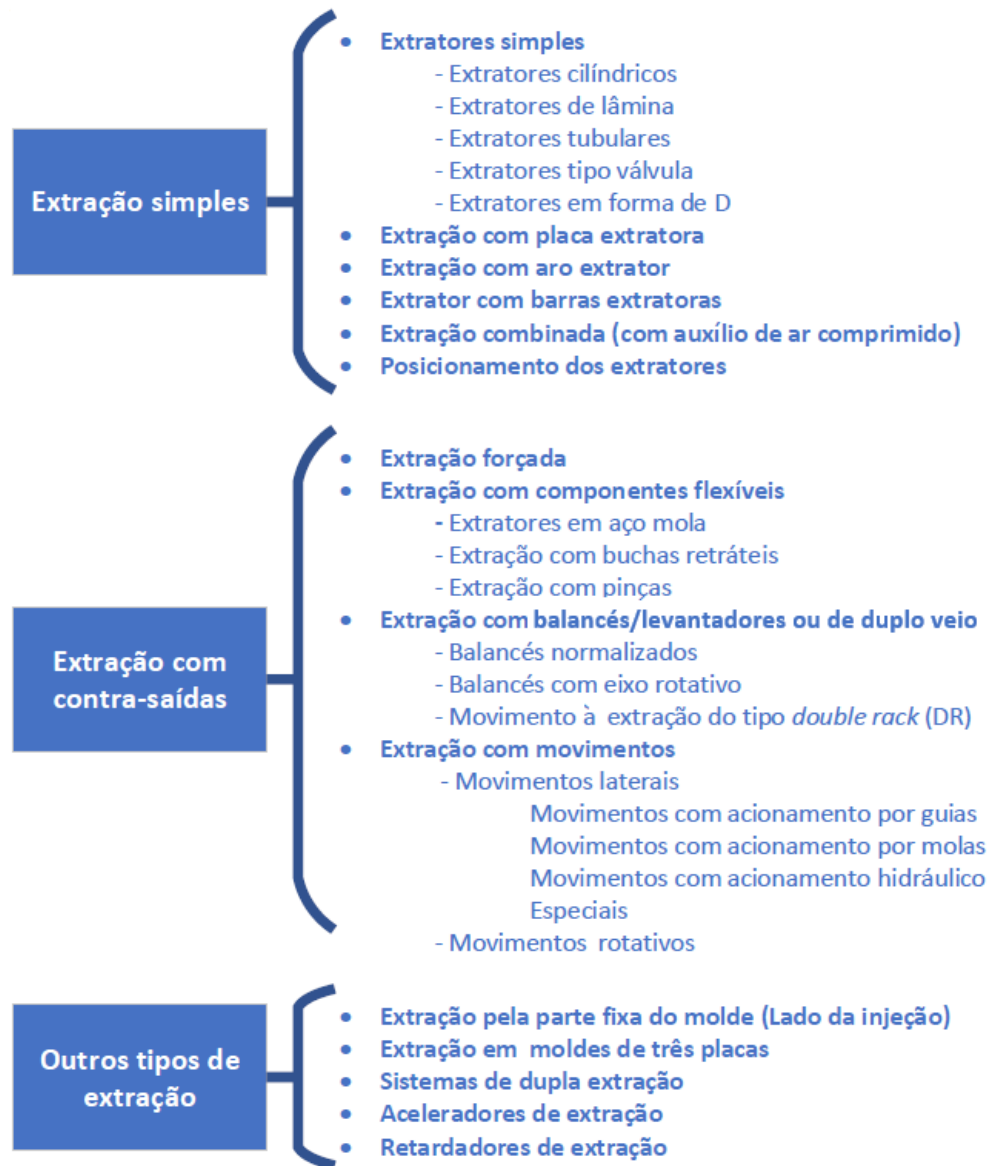 Extração simples
• Extratores simples
- Extratores cilíndricos
- Extratores de lâmina
- Extratores tubulares
- Extratores tipo válvula
- Extratores em forma de D
• Extração com placa extratora
• Extração com aro extrator
• Extrator com barras extratoras
• Extração combinada (com auxílio de ar comprimido)
• Posicionamento dos extratores
Extração com
contra-saídas
• Extração forçada
• Extração com componentes flexíveis
- Extratores em aço mola
- Extração com buchas retráteis
- Extração com pinças
• Extração com balancés/levantadores ou de duplo veio
- Balancés normalizados
- Balancés com eixo rotativo
- Movimento à extração do tipo double rack (DR)
• Extração com movimentos
- Movimentos laterais
Movimentos com acionamento por guias
Movimentos com acionamento por molas
Movimentos com acionamento hidráulico
Especiais
- Movimentos rotativos
Outros tipos de
extração
• Extração pela parte fixa do molde (Lado da injeção)
• Extração em moldes de três placas
• Sistemas de dupla extração
• Aceleradores de extração
• Retardadores de extração